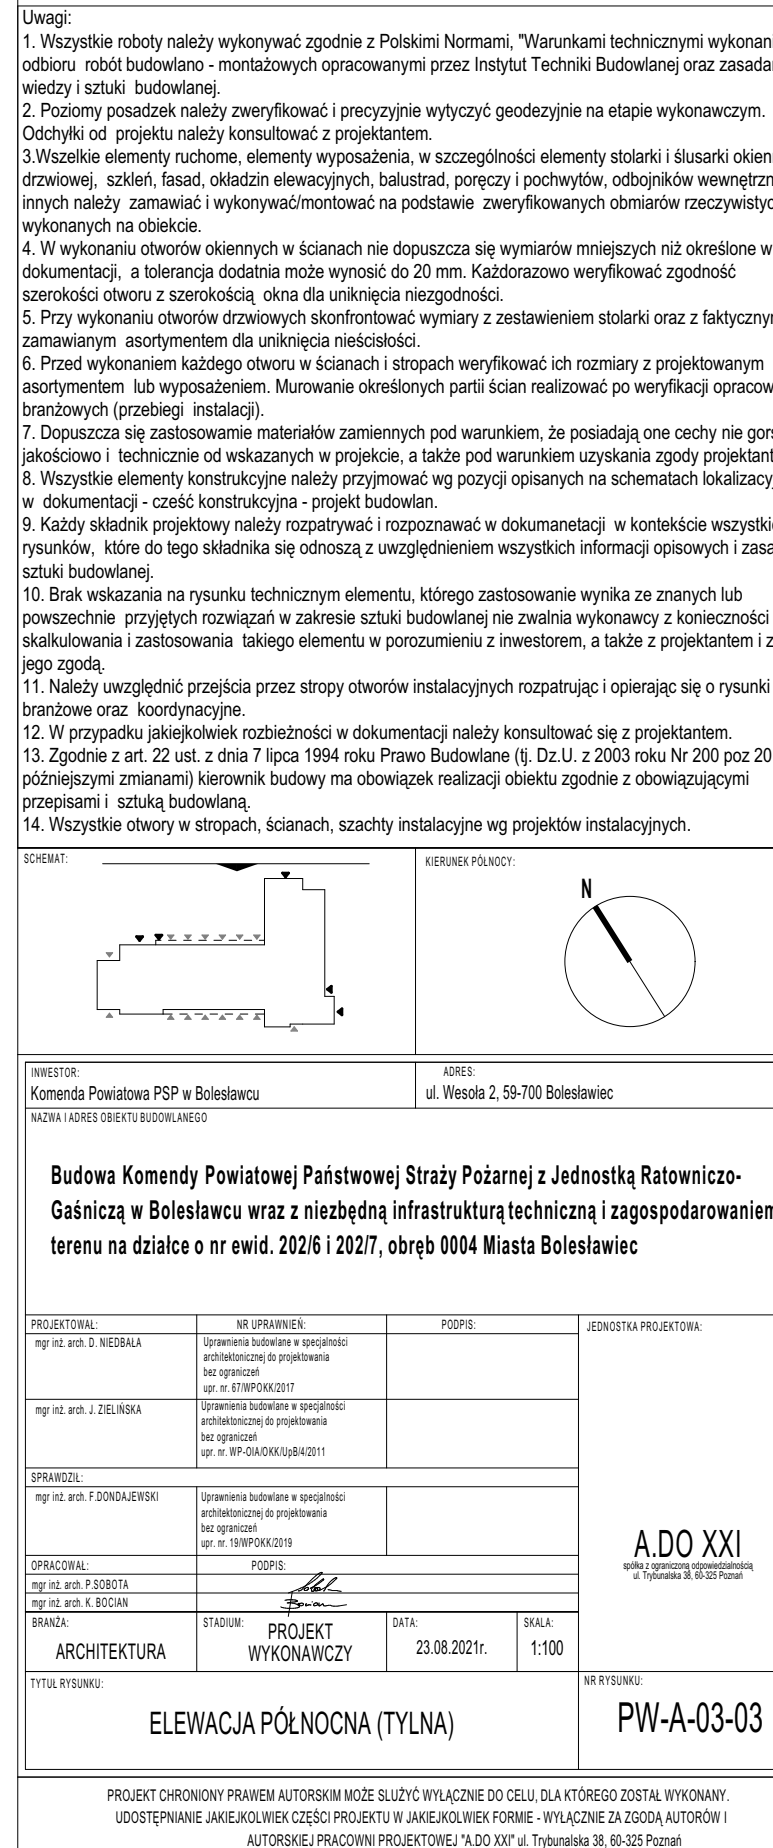 Uwagi:
1. Wszystkie roboty należy wykonywać zgodnie z Polskimi Normami, "Warunkami technicznymi wykonani
odbioru robót budowlano - montażowych opracowanymi przez Instytut Techniki Budowlanej oraz zasada
wiedzy i sztuki budowlanej.
2. Poziomy posadzek należy zweryfikować i precyzyjnie wytyczyć geodezyjnie na etapie wykonawczym.
Odchyłki od projektu należy konsultować z projektantem.
3.Wszelkie elementy ruchome, elementy wyposażenia, w szczególności elementy stolarki i ślusarki okienn
drzwiowej, szkleń, fasad, okładzin elewacyjnych, balustrad, poręczy i pochwytów, odbojników wewnętrzn
innych należy zamawiać i wykonywać/montować na podstawie zweryfikowanych obmiarów rzeczywistyc
wykonanych na obiekcie.
4. W wykonaniu otworów okiennych w ścianach nie dopuszcza się wymiarów mniejszych niż określone w
dokumentacji, a tolerancja dodatnia może wynosić do 20 mm. Każdorazowo weryfikować zgodność
szerokości otworu z szerokością okna dla uniknięcia niezgodności.
5. Przy wykonaniu otworów drzwiowych skonfrontować wymiary z zestawieniem stolarki oraz z faktyczny
zamawianym asortymentem dla uniknięcia nieścisłości.
6. Przed wykonaniem każdego otworu w ścianach i stropach weryfikować ich rozmiary z projektowanym
asortymentem lub wyposażeniem. Murowanie określonych partii ścian realizować po weryfikacji opracow
branżowych (przebiegi instalacji).
7. Dopuszcza się zastosowamie materiałów zamiennych pod warunkiem, że posiadają one cechy nie gors
jakościowo i technicznie od wskazanych w projekcie, a także pod warunkiem uzyskania zgody projektant
8. Wszystkie elementy konstrukcyjne należy przyjmować wg pozycji opisanych na schematach lokalizacy
w dokumentacji - cześć konstrukcyjna - projekt budowlan.
9. Każdy składnik projektowy należy rozpatrywać i rozpoznawać w dokumanetacji w kontekście wszystki
rysunków, które do tego składnika się odnoszą z uwzględnieniem wszystkich informacji opisowych i zasa
sztuki budowlanej.
10. Brak wskazania na rysunku technicznym elementu, którego zastosowanie wynika ze znanych lub
powszechnie przyjętych rozwiązań w zakresie sztuki budowlanej nie zwalnia wykonawcy z konieczności
skalkulowania i zastosowania takiego elementu w porozumieniu z inwestorem, a także z projektantem i z
jego zgodą.
11. Należy uwzględnić przejścia przez stropy otworów instalacyjnych rozpatrując i opierając się o rysunki
branżowe oraz koordynacyjne.
12. W przypadku jakiejkolwiek rozbieżności w dokumentacji należy konsultować się z projektantem.
13. Zgodnie z art. 22 ust. z dnia 7 lipca 1994 roku Prawo Budowlane (tj. Dz.U. z 2003 roku Nr 200 poz 20
późniejszymi zmianami) kierownik budowy ma obowiązek realizacji obiektu zgodnie z obowiązującymi
przepisami i sztuką budowlaną.
14. Wszystkie otwory w stropach, ścianach, szachty instalacyjne wg projektów instalacyjnych.
SCHEMAT:
KIERUNEK PÓŁNOCY:
N
INWESTOR:
Komenda Powiatowa PSP w Bolesławcu
ADRES:
ul. Wesoła 2, 59-700 Bolesławiec
NAZWA I ADRES OBIEKTU BUDOWLANEGO
Budowa Komendy Powiatowej Państwowej Straży Pożarnej z Jednostką Ratowniczo-
Gaśniczą w Bolesławcu wraz z niezbędną infrastrukturą techniczną i zagospodarowaniem
terenu na działce o nr ewid. 202/6 i 202/7, obręb 0004 Miasta Bolesławiec
PROJEKTOWAŁ: NR UPRAWNIEŃ: PODPIS:
JEDNOSTKA PROJEKTOWA:
mgr inż. arch. D. NIEDBAŁA
Uprawnienia budowlane w specjalności
architektonicznej do projektowania
bez ograniczeń
upr. nr. 67/WPOKK/2017
mgr inż. arch. J. ZIELIŃSKA
Uprawnienia budowlane w specjalności
architektonicznej do projektowania
bez ograniczeń
upr. nr. WP-OIA/OKK/UpB/4/2011
SPRAWDZIŁ:
mgr inż. arch. F.DONDAJEWSKI
Uprawnienia budowlane w specjalności
architektonicznej do projektowania
bez ograniczeń
upr. nr. 19/WPOKK/2019
A.DO XXI
spółka z ograniczoną odpowiedzialnością
ul. Trybunalska 38, 60-325 Poznań
OPRACOWAŁ: PODPIS:
mgr inż. arch. P.SOBOTA
mgr inż. arch. K. BOCIAN Bocian
BRANŻA:
ARCHITEKTURA
STADIUM:
PROJEKT
WYKONAWCZY
DATA:
23.08.2021r.
SKALA:
1:100
TYTUŁ RYSUNKU:
ELEWACJA PÓŁNOCNA (TYLNA)
NR RYSUNKU:
PW-A-03-03
PROJEKT CHRONIONY PRAWEM AUTORSKIM MOŻE SLUŻYĆ WYŁĄCZNIE DO CELU, DLA KTÓREGO ZOSTAŁ WYKONANY.
UDOSTĘPNIANIE JAKIEJKOLWIEK CZĘŚCI PROJEKTU W JAKIEJKOLWIEK FORMIE - WYŁĄCZNIE ZA ZGODĄ AUTORÓW I
AUTORSKIEJ PRACOWNI PROJEKTOWEJ "A.DO XXI" ul. Trybunalska 38, 60-325 Poznań